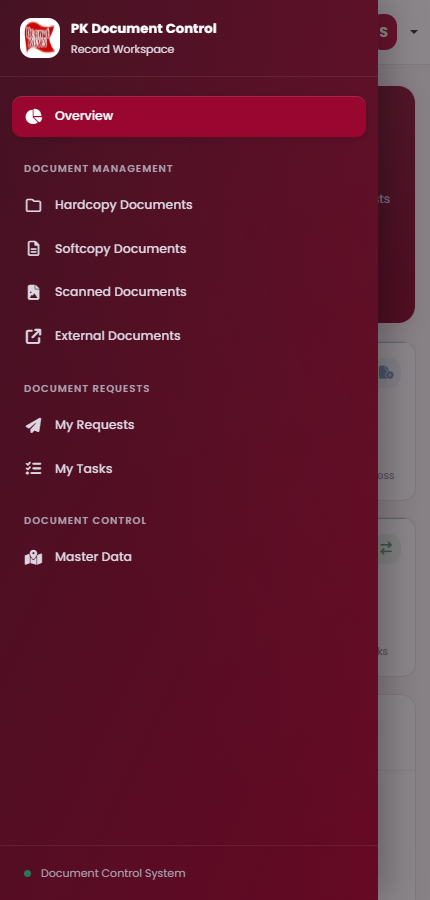 PK Document Control
Record Workspace
S
Overview
DOCUMENT MANAGEMENT
Hardcopy Documents
Softcopy Documents
Scanned Documents
External Documents
DOCUMENT REQUESTS
My Requests
My Tasks
DOCUMENT CONTROL
Master Data
Document Control System